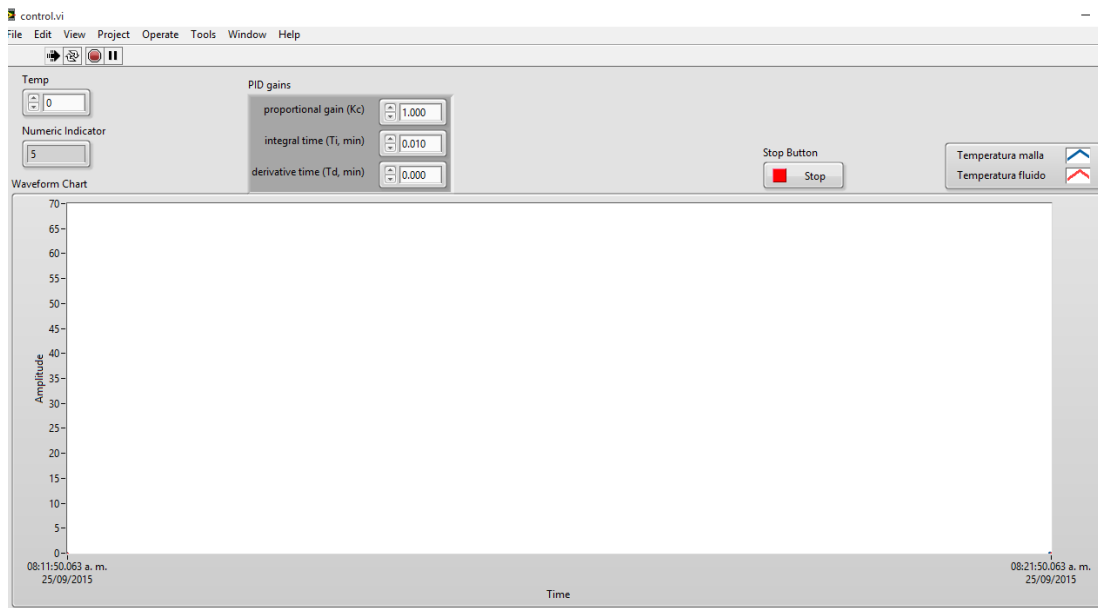 control.vi
File Edit View Project Operate Tools Window Help
Temp
0
Numeric Indicator
5
PID gains
proportional gain (Kc) 1.000
integral time (Ti, min) 0.010
derivative time (Td, min) 0.000
Stop Button
Stop
Temperatura malla
Temperatura fluido
Waveform Chart
70
65
60
55
50
45
40
35
30
25
20
15
10
5
0
Amplitude
08:11:50.063 a. m.
25/09/2015
08:21:50.063 a. m.
25/09/2015
Time